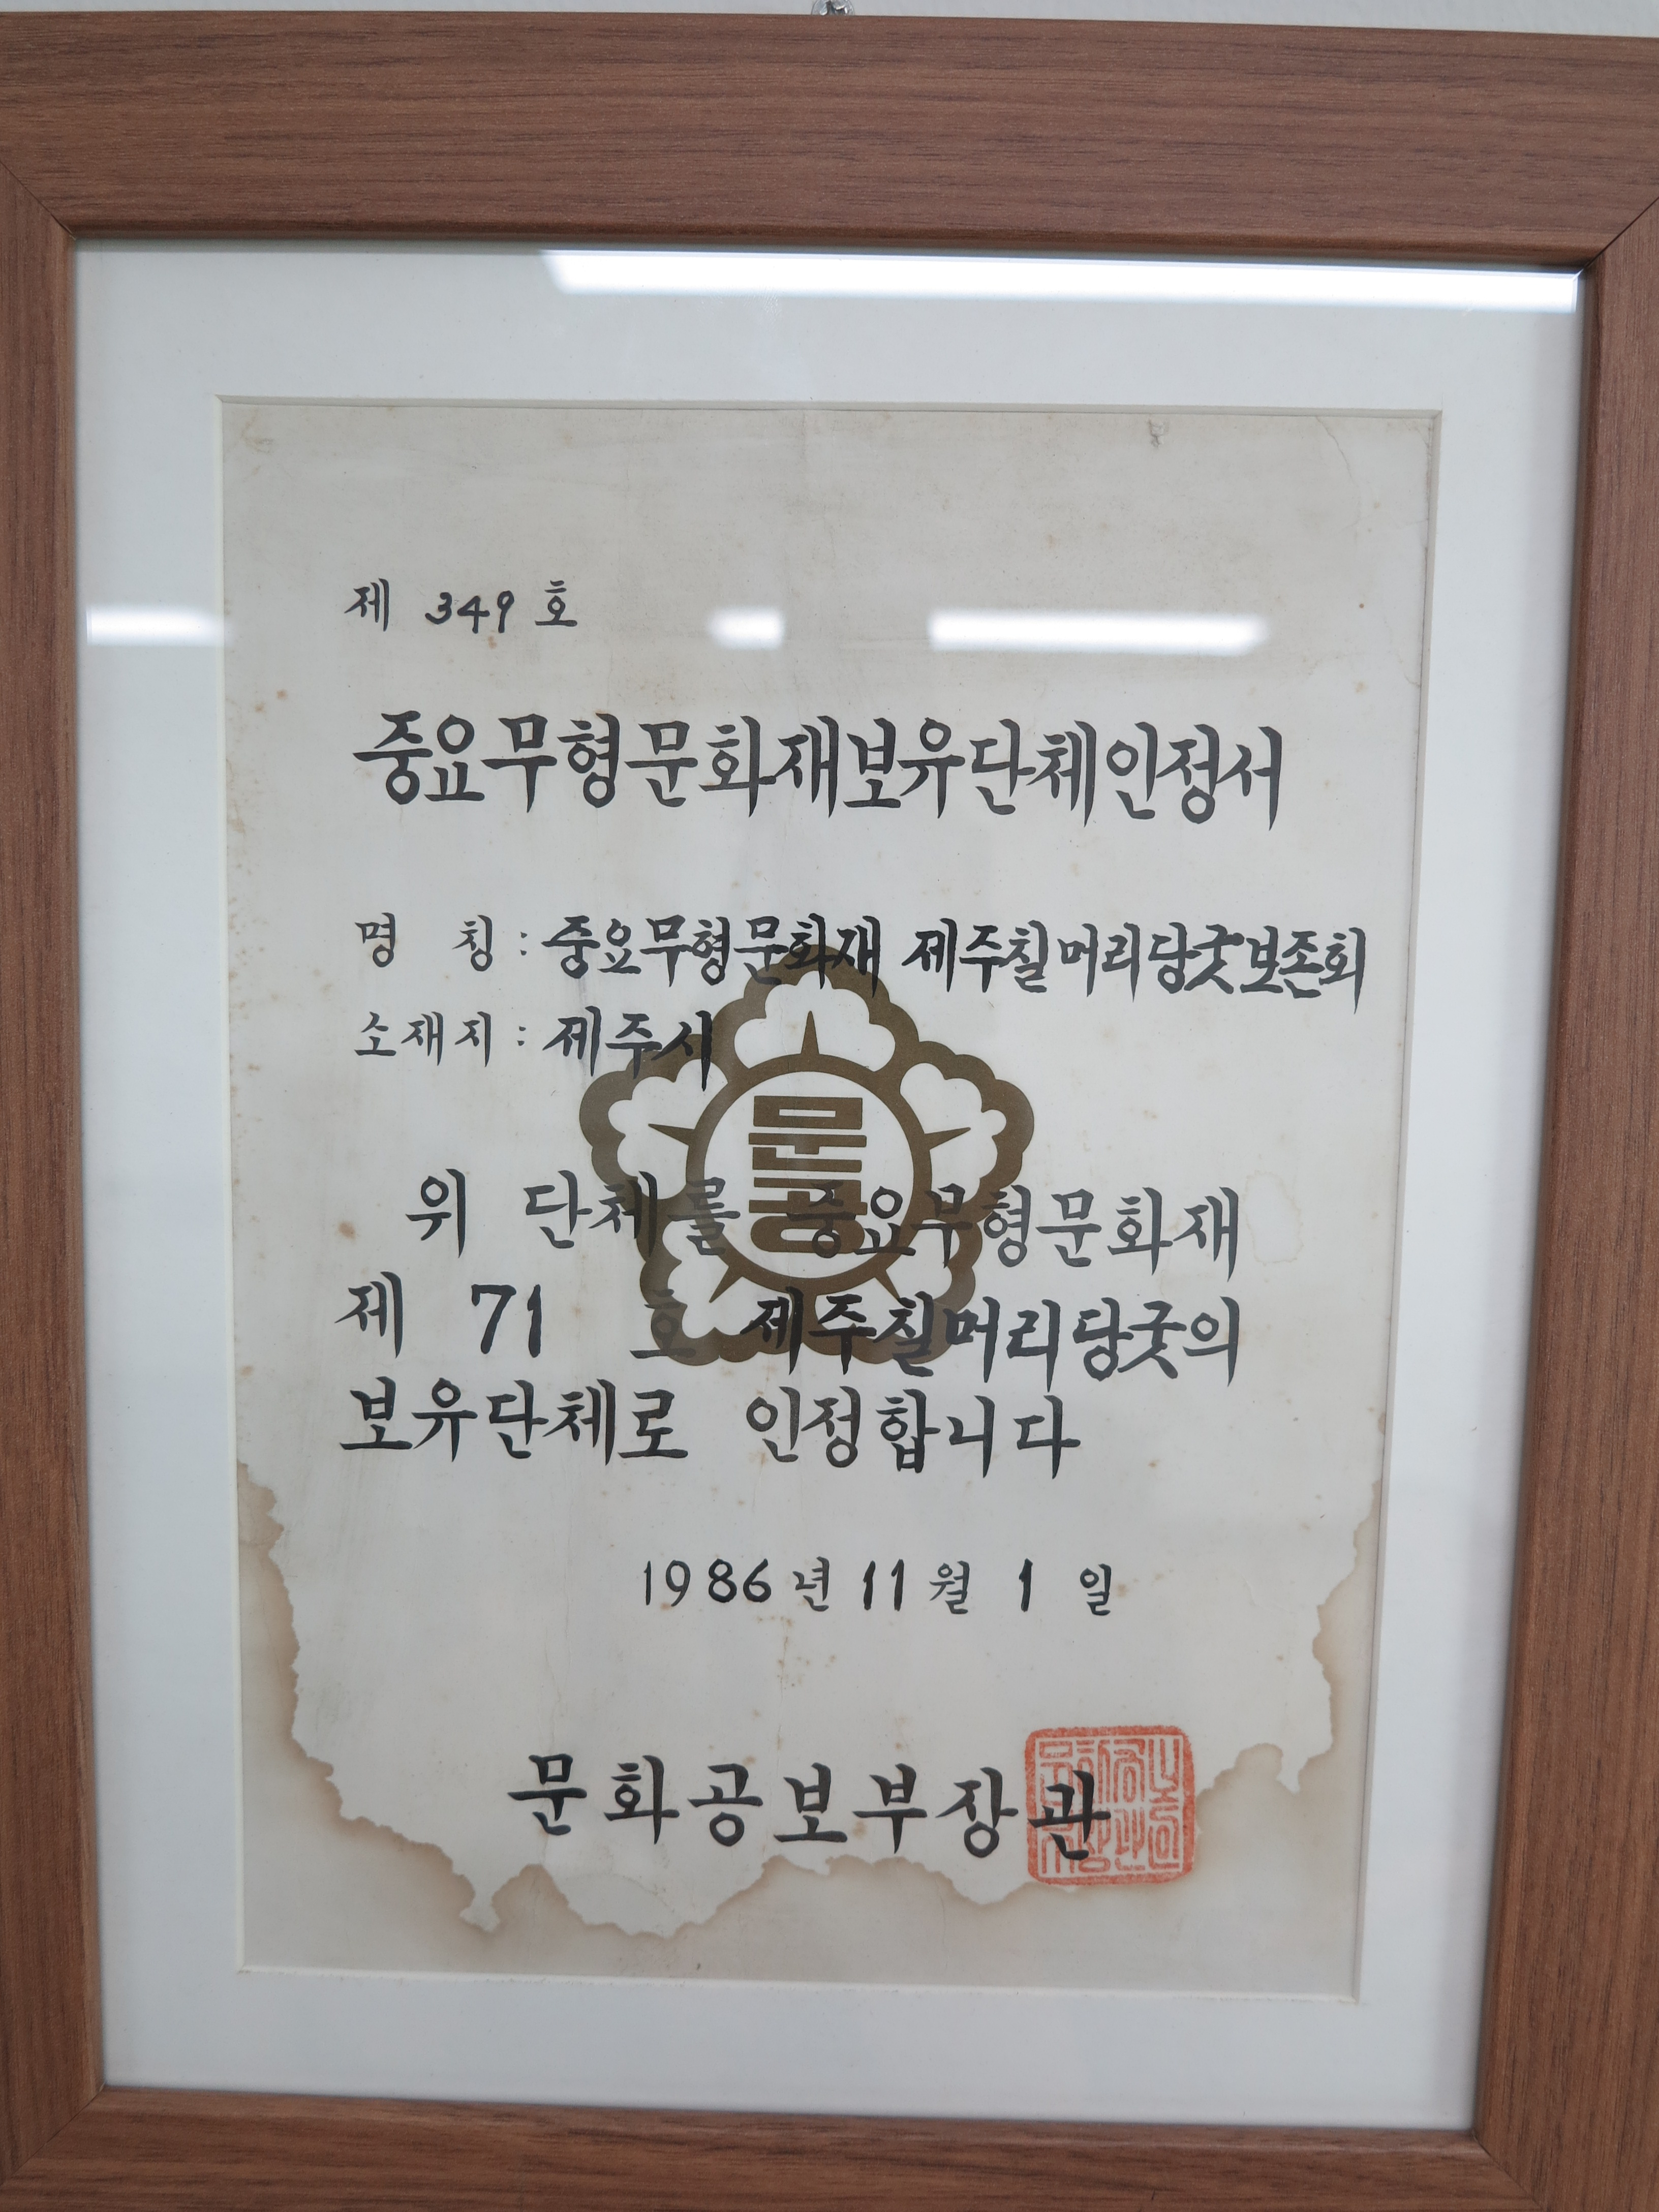 제 349 호
중요무형문화재보유단체인정서
명 칭 : 중요무형문화재 제주칠머리당굿보존회
소재지 : 제주시
문공
위 단체를 중요무형문화재
제 71 호 제주칠머리당굿의
보유단체로 인정합니다
1986년 11월 1일
문화공보부장관